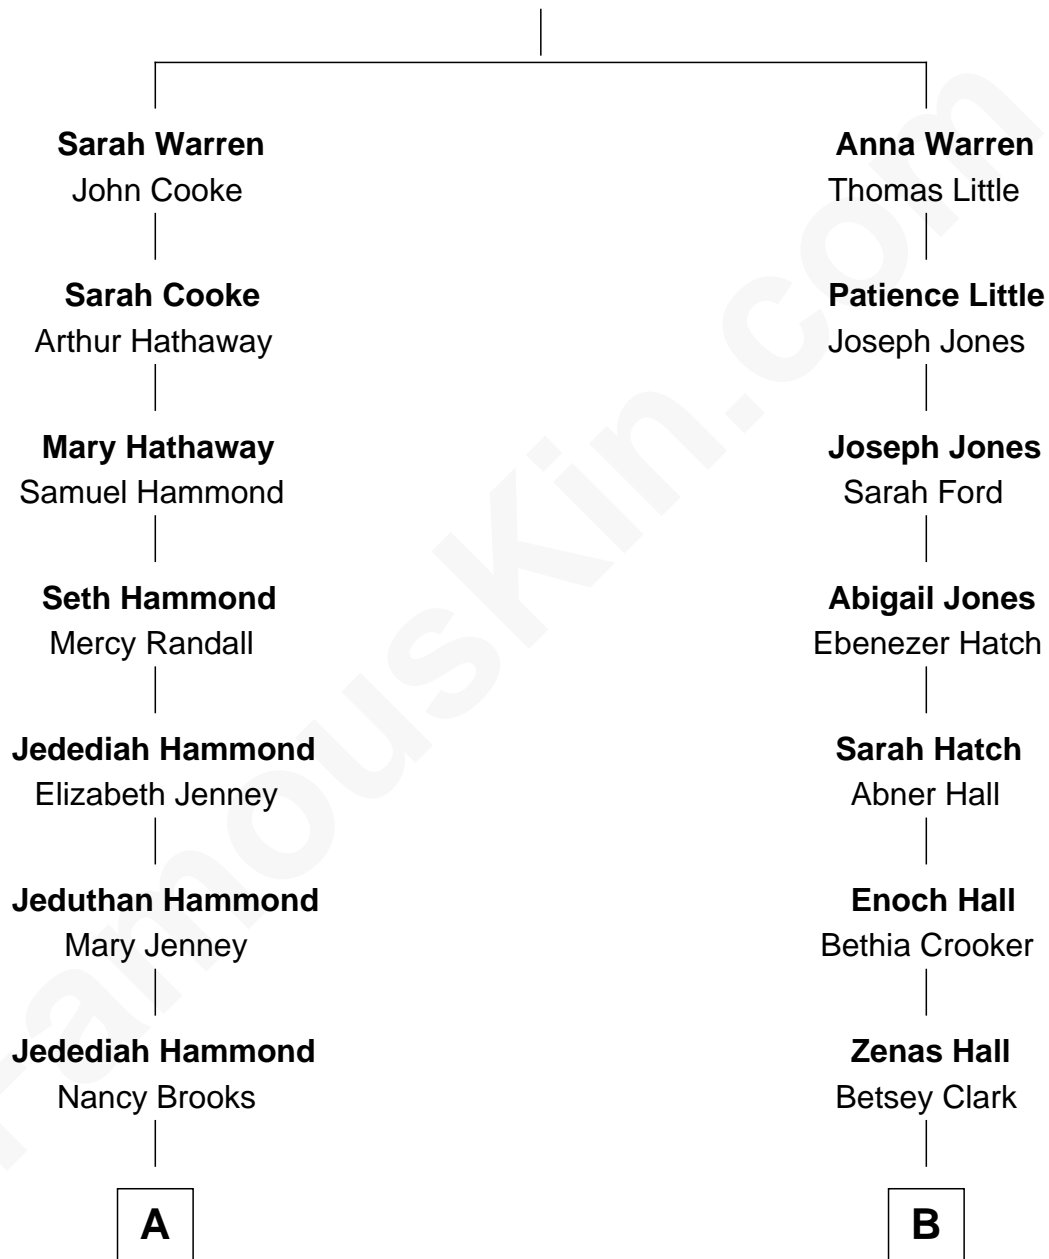 Sarah Warren
John Cooke
Sarah Cooke
Arthur Hathaway
Mary Hathaway
Samuel Hammond
Seth Hammond
Mercy Randall
Jedediah Hammond
Elizabeth Jenney
Jeduthan Hammond
Mary Jenney
Jedediah Hammond
Nancy Brooks
A
Anna Warren
Thomas Little
Patience Little
Joseph Jones
Joseph Jones
Sarah Ford
Abigail Jones
Ebenezer Hatch
Sarah Hatch
Abner Hall
Enoch Hall
Bethia Crooker
Zenas Hall
Betsey Clark
B
FamousKin.com